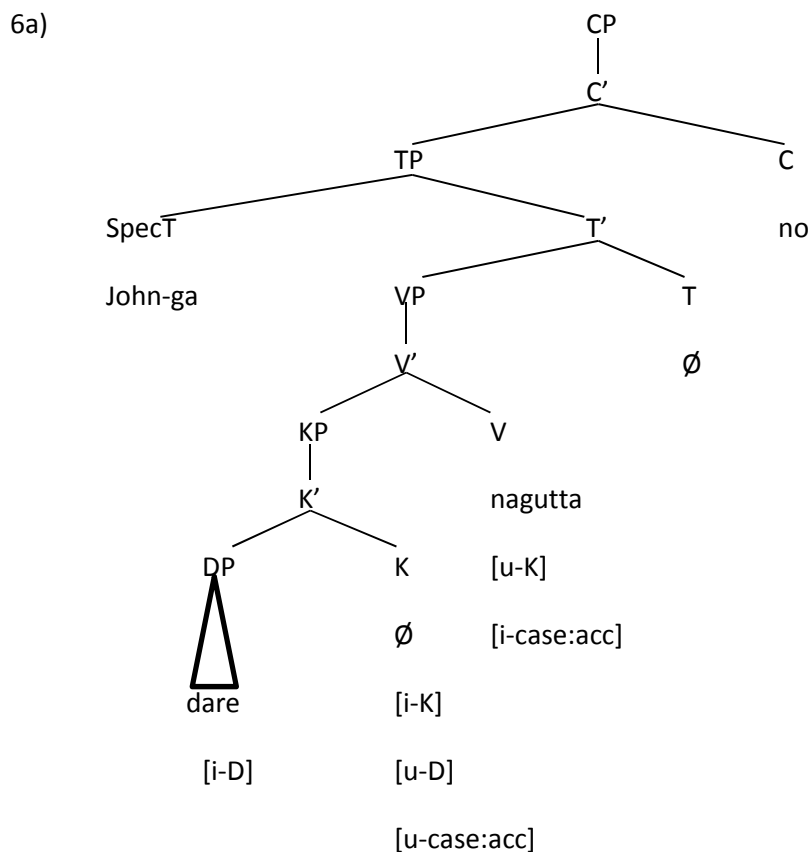 6a)
CP
C’
TP C
SpecT T’ no
John-ga VP T
V’ Ø
KP V
K’ nagutta
DP K [u-K]
Ø [i-case:acc]
dare [i-K]
[i-D] [u-D]
[u-case:acc]